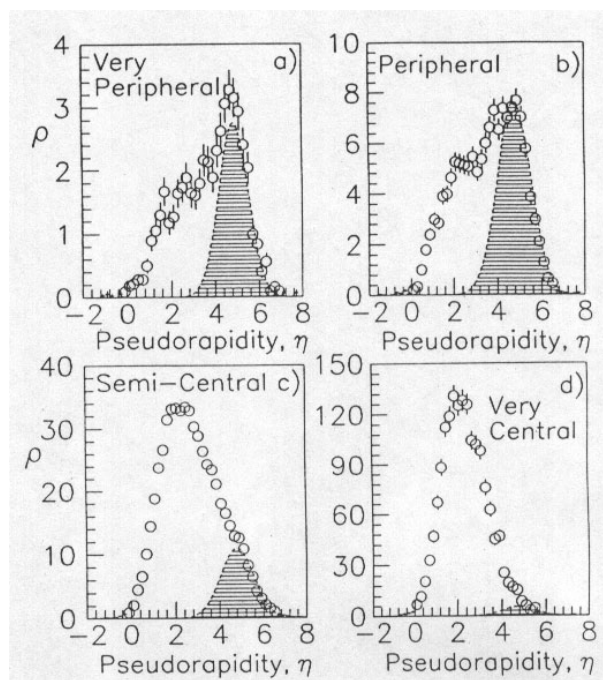 4
3
2
1
0
ρ
Very
Peripheral
a)
−2 0 2 4 6 8
Pseudorapidity, η
10
8
6
4
2
0
Peripheral
b)
−2 0 2 4 6 8
Pseudorapidity, η
40
30
20
10
0
ρ
Semi−Central c)
−2 0 2 4 6 8
Pseudorapidity, η
150
120
90
60
30
0
d)
Very
Central
−2 0 2 4 6 8
Pseudorapidity, η